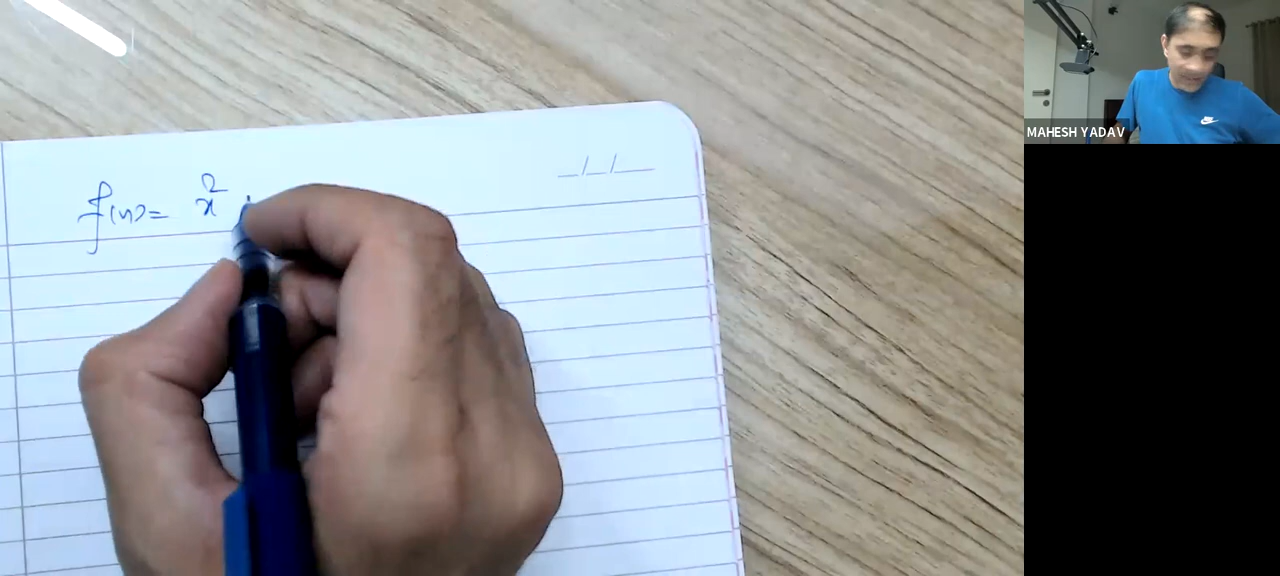 _/_/_
f(x)= x²
MAHESH YADAV